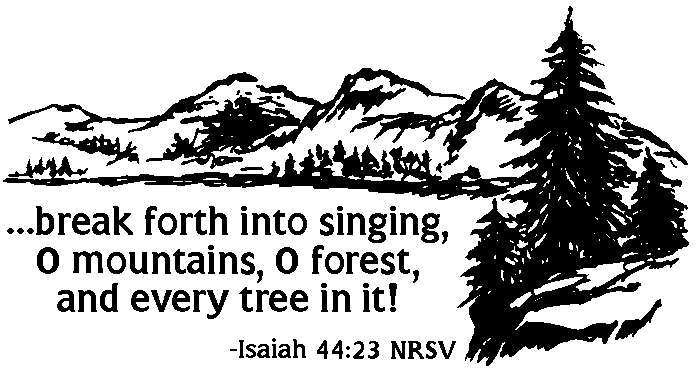 ...break forth into singing,
O mountains, O forest,
and every tree in it!
-Isaiah 44:23 NRSV